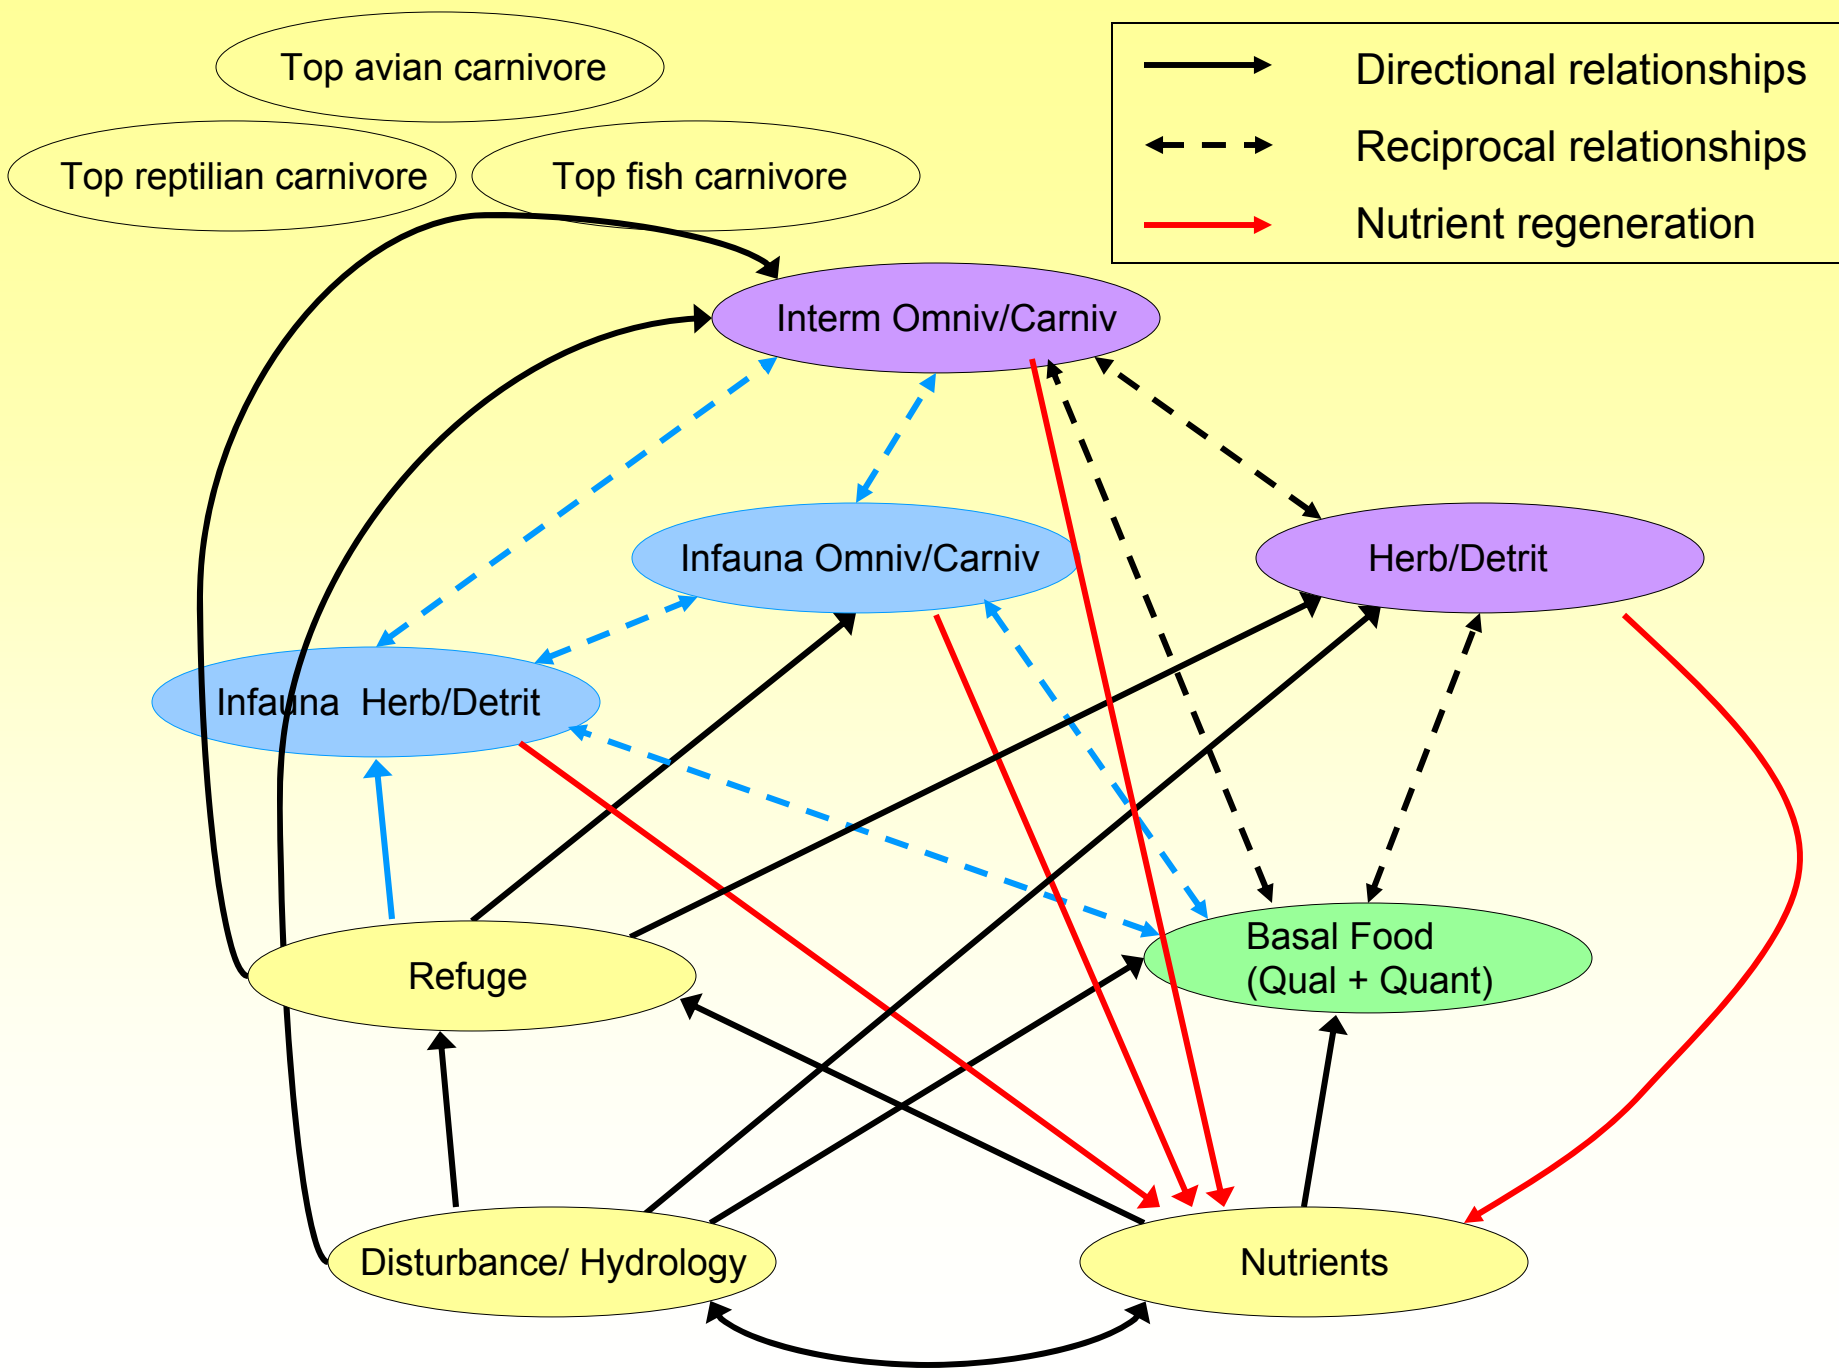 Top avian carnivore
Top reptilian carnivore
Top fish carnivore
Directional relationships
Reciprocal relationships
Nutrient regeneration
Interm Omniv/Carniv
Infauna Omniv/Carniv
Herb/Detrit
Infauna  Herb/Detrit
Refuge
Basal Food
(Qual + Quant)
Disturbance/ Hydrology
Nutrients